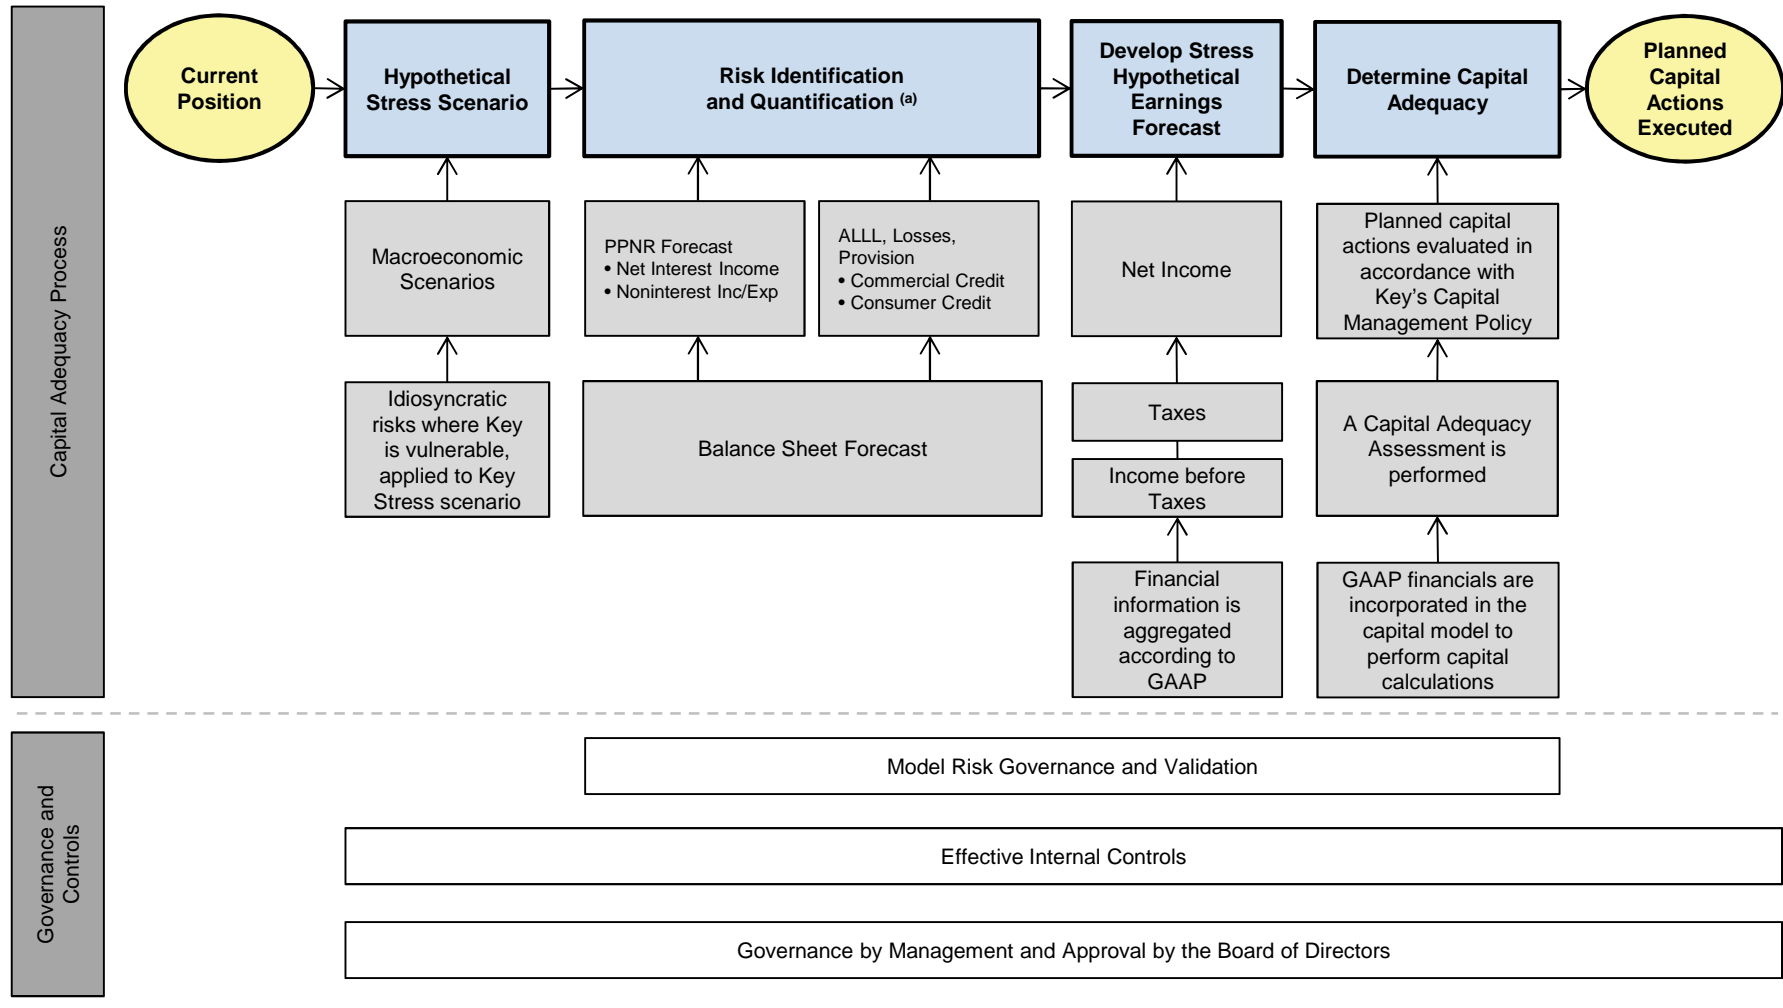 Capital Adequacy Process
Current
Position
Hypothetical
Stress Scenario
Risk Identification
and Quantification (a)
Develop Stress
Hypothetical
Earnings
Forecast
Determine Capital
Adequacy
Planned
Capital
Actions
Executed
Macroeconomic
Scenarios
PPNR Forecast
• Net Interest Income
• Noninterest Inc/Exp
ALLL, Losses,
Provision
• Commercial Credit
• Consumer Credit
Net Income
Planned capital
actions evaluated in
accordance with
Key's Capital
Management Policy
Idiosyncratic
risks where Key
is vulnerable,
applied to Key
Stress scenario
Balance Sheet Forecast
Taxes
Income before
Taxes
A Capital Adequacy
Assessment is
performed
Financial
information is
aggregated
according to
GAAP
GAAP financials are
incorporated in the
capital model to
perform capital
calculations
Governance and
Controls
Model Risk Governance and Validation
Effective Internal Controls
Governance by Management and Approval by the Board of Directors